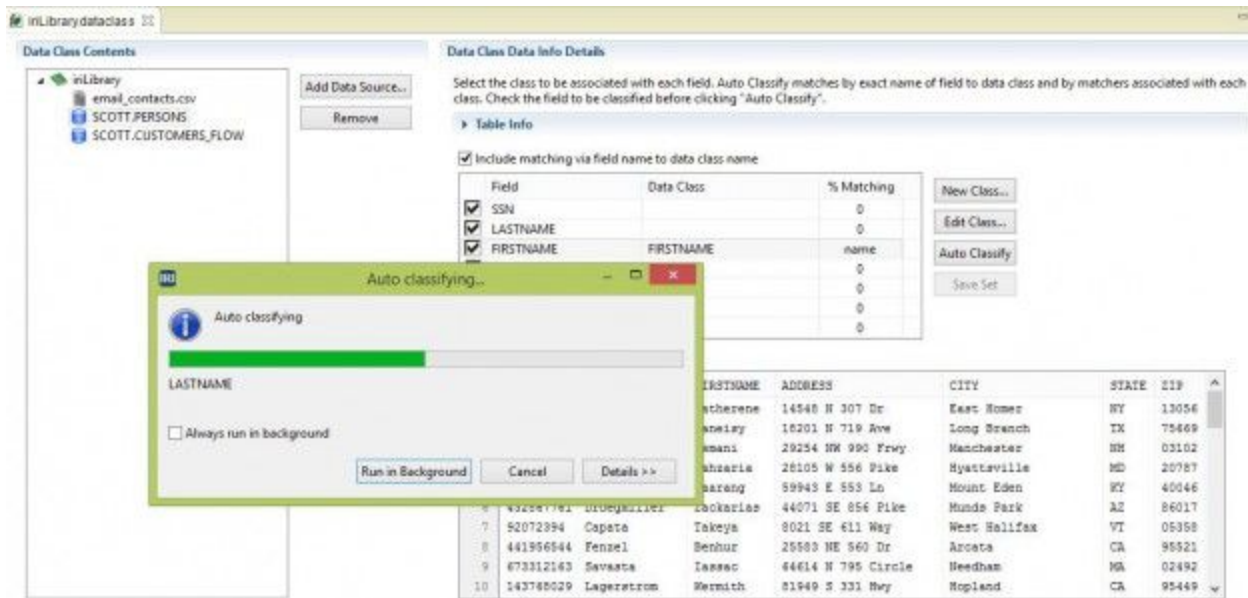 iriLibrary.dataclass
Data Class Contents
iriLibrary
email_contacts.csv
SCOTT.PERSONS
SCOTT.CUSTOMERS_FLOW
Add Data Source...
Remove
Data Class Data Info Details
Select the class to be associated with each field. Auto Classify matches by exact name of field to data class and by matchers associated with each
class. Check the field to be classified before clicking "Auto Classify".
Table Info
Include matching via field name to data class name
Field Data Class % Matching
SSN 0
LASTNAME 0
FIRSTNAME FIRSTNAME name
0
0
0
0
New Class...
Edit Class...
Auto Classify
Save Set
IRI
Auto classifying...
Auto classifying
LASTNAME
Always run in background
Run in Background
Cancel
Details >>
ADDRESS CITY STATE ZIP
14548 N 307 Dr East Homer NY 13056
18201 N 719 Ave Long Branch TX 75669
29254 NW 990 Frwy Manchester NH 03102
28105 W 556 Pike Hyattsville MD 20787
59943 E 553 Ln Mount Eden KY 40046
44071 SE 856 Pike Munds Park AZ 86017
7 92072394 Capata Takeya 8021 SE 611 Way West Halifax VT 05358
8 441956544 Fenzel Benhur 25583 NE 560 Dr Arcata CA 95521
9 673312163 Savasta Iassac 44614 N 795 Circle Needham MA 02492
10 143748029 Lagerstrom Mermith 81949 S 331 Hwy Hopland CA 95449